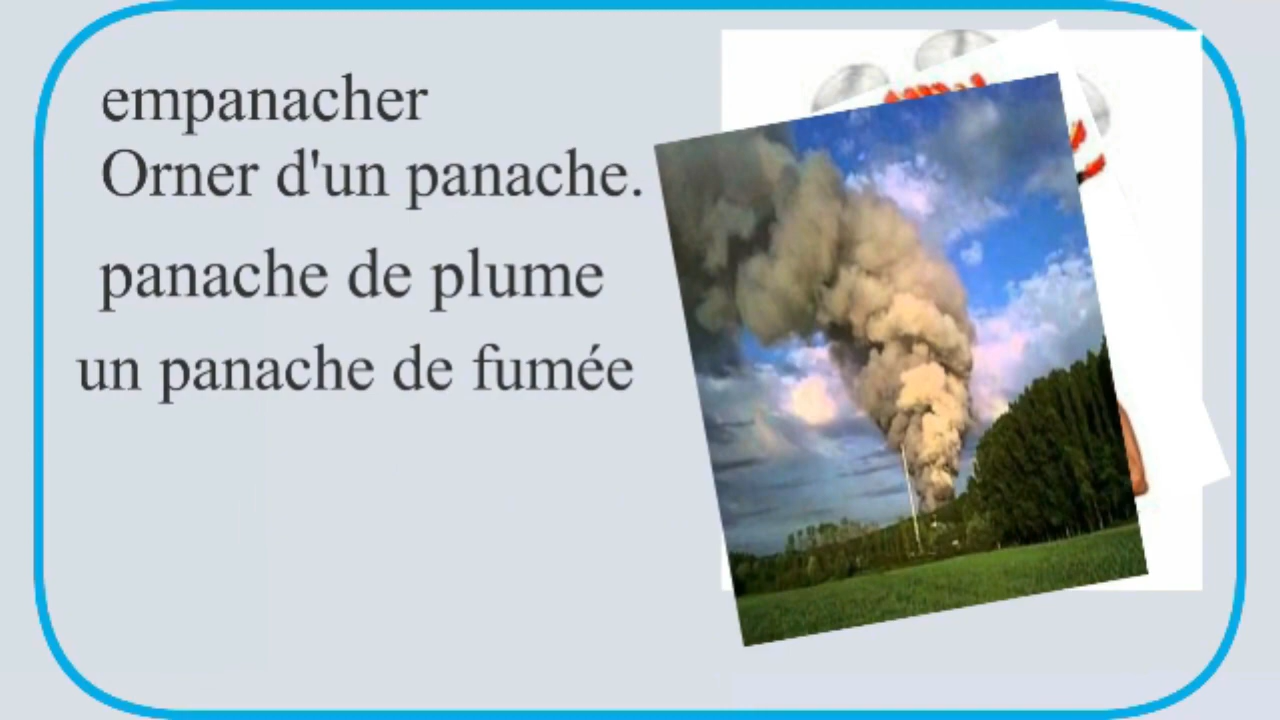 empanacher
Orner d'un panache.
panache de plume
un panache de fumée